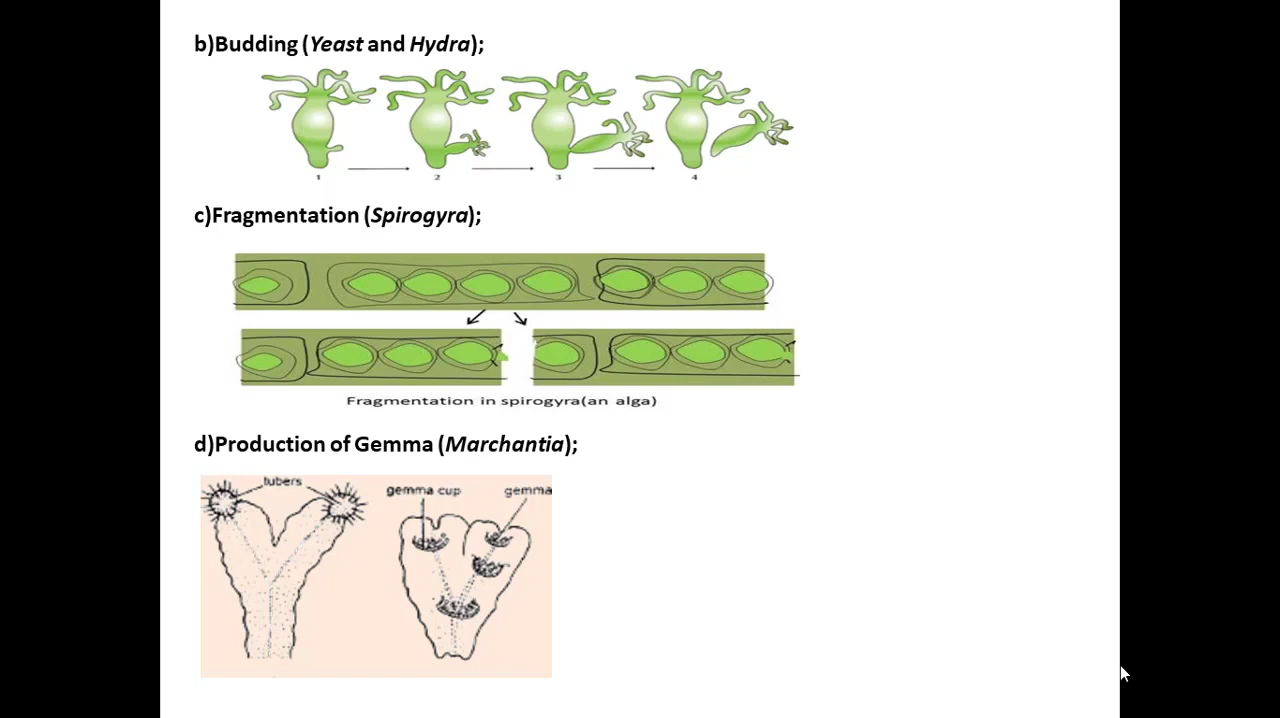 b)Budding (Yeast and Hydra);
1 2 3 4
c)Fragmentation (Spirogyra);
Fragmentation in spirogyra(an alga)
d)Production of Gemma (Marchantia);
tubers
gemma cup gemma